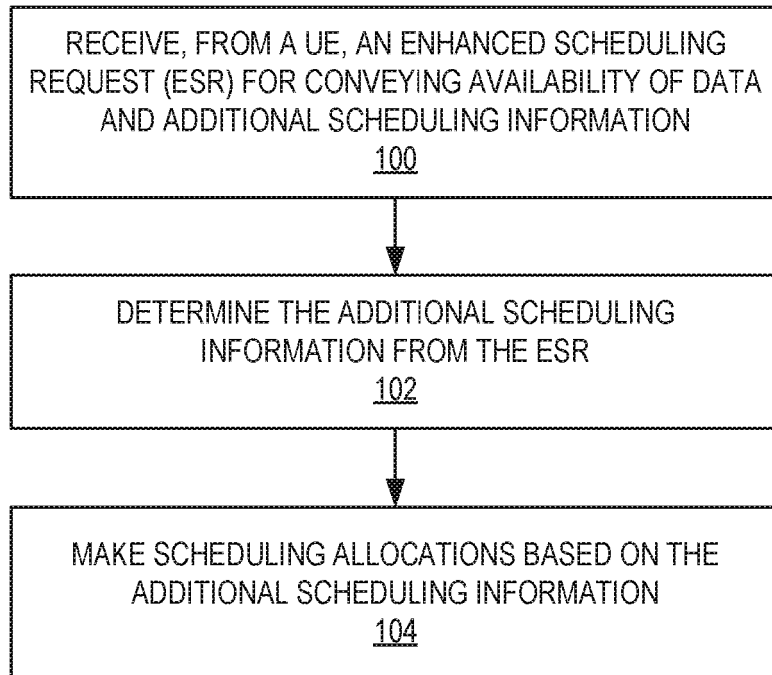 RECEIVE, FROM A UE, AN ENHANCED SCHEDULING
REQUEST (ESR) FOR CONVEYING AVAILABILITY OF DATA
AND ADDITIONAL SCHEDULING INFORMATION
100
DETERMINE THE ADDITIONAL SCHEDULING
INFORMATION FROM THE ESR
102
MAKE SCHEDULING ALLOCATIONS BASED ON THE
ADDITIONAL SCHEDULING INFORMATION
104